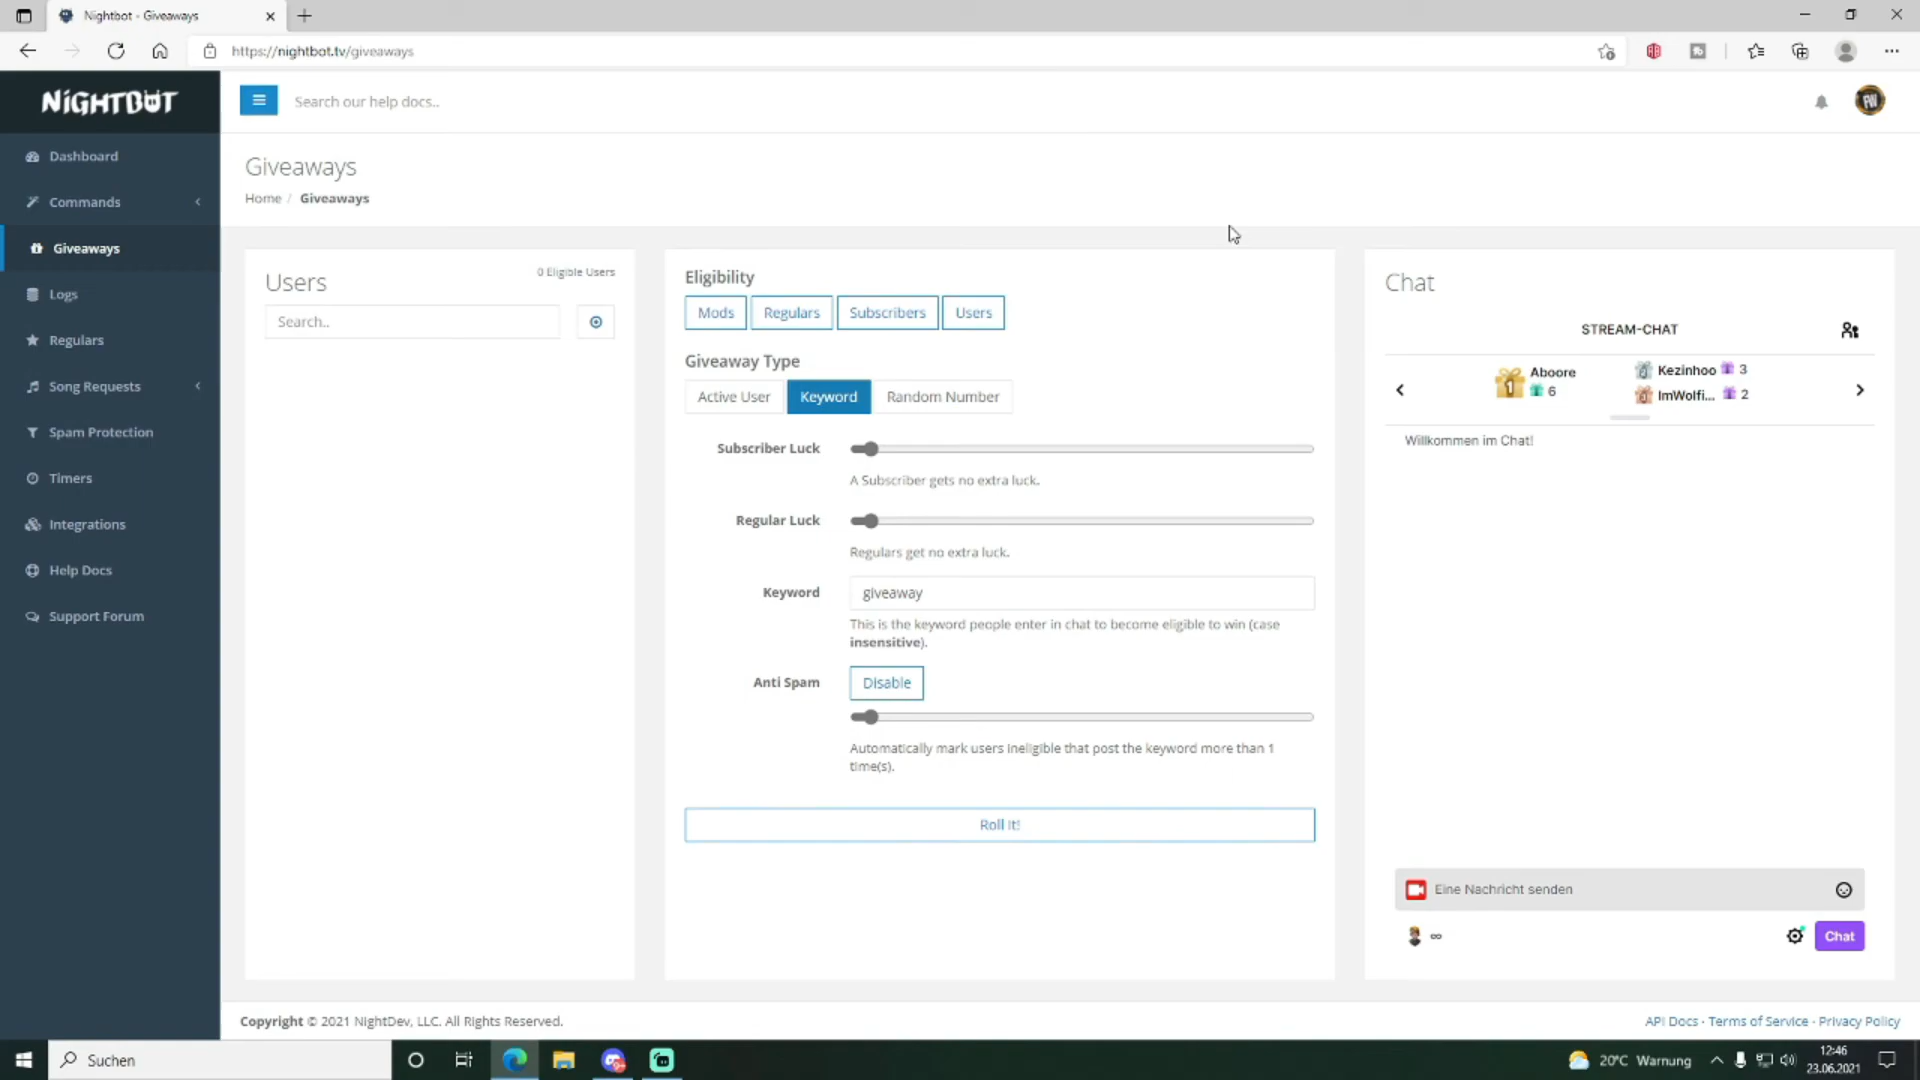 Nightbot - Giveaways
https://nightbot.tv/giveaways
NIGHTBOT
Search our help docs..
Dashboard
Commands
Giveaways
Logs
Regulars
Song Requests
Spam Protection
Timers
Integrations
Help Docs
Support Forum
Giveaways
Home / Giveaways
Users
0 Eligible Users
Search..
Eligibility
Mods
Regulars
Subscribers
Users
Giveaway Type
Active User
Keyword
Random Number
Subscriber Luck
A Subscriber gets no extra luck.
Regular Luck
Regulars get no extra luck.
Keyword
giveaway
This is the keyword people enter in chat to become eligible to win (case
insensitive).
Anti Spam
Disable
Automatically mark users ineligible that post the keyword more than 1
time(s).
Roll It!
Chat
STREAM-CHAT
1 Aboore
6
Kezinhoo 3
ImWolfi... 2
Willkommen im Chat!
Eine Nachricht senden
∞
Chat
Copyright © 2021 NightDev, LLC. All Rights Reserved.
API Docs · Terms of Service · Privacy Policy
Suchen
20°C Warnung
12:46
23.06.2021